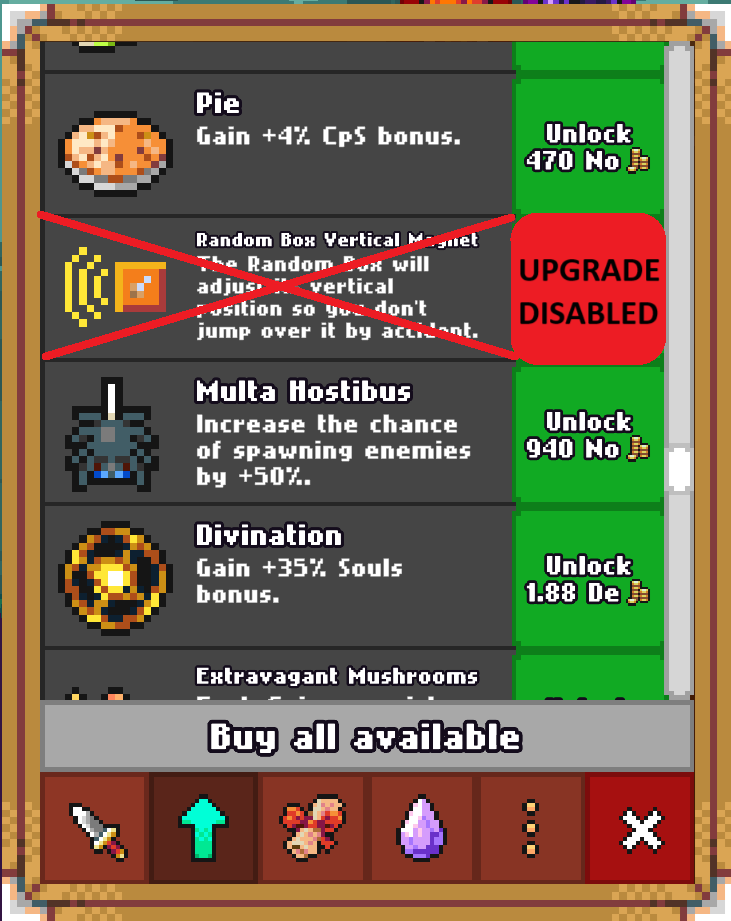 Pie
Gain +4% CpS bonus.
Unlock
470 No
Random Box Vertical Magnet
The Random Box will
adjust its vertical
position so you don't
jump over it by accident.
UPGRADE
DISABLED
Multa Hostibus
Increase the chance
of spawning enemies
by +50%.
Unlock
940 No
Divination
Gain +35% Souls
bonus.
Unlock
1.88 De
Extravagant Mushrooms
Buy all available